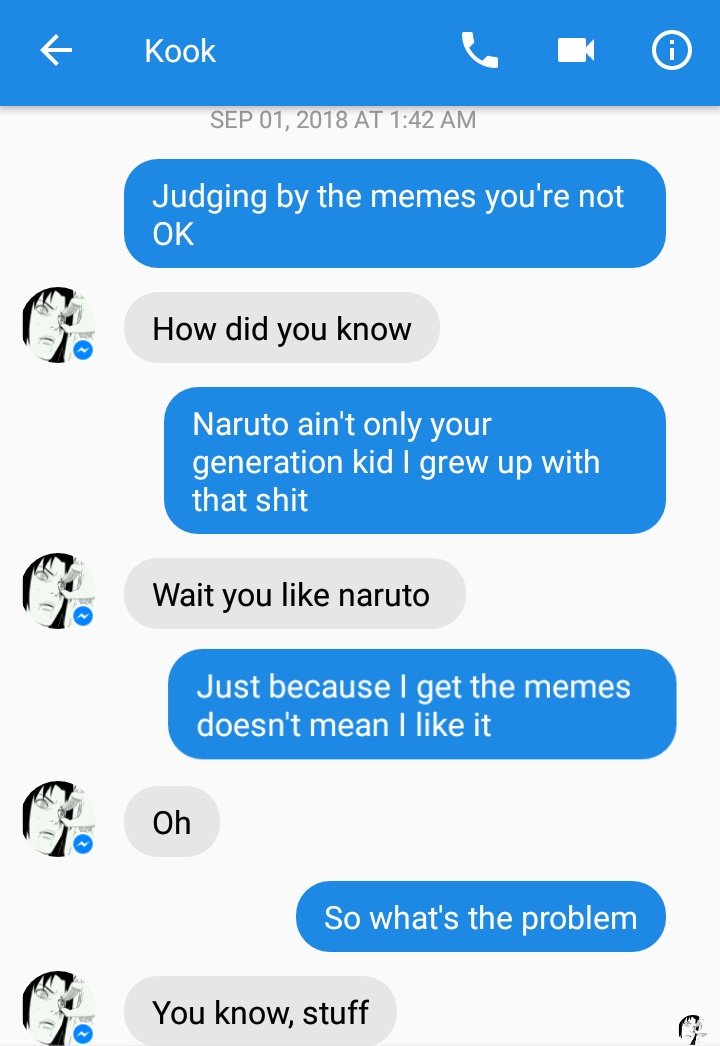 Kook
SEP 01, 2018 AT 1:42 AM
Judging by the memes you're not
OK
How did you know
Naruto ain't only your
generation kid I grew up with
that shit
Wait you like naruto
Just because I get the memes
doesn't mean I like it
Oh
So what's the problem
You know, stuff